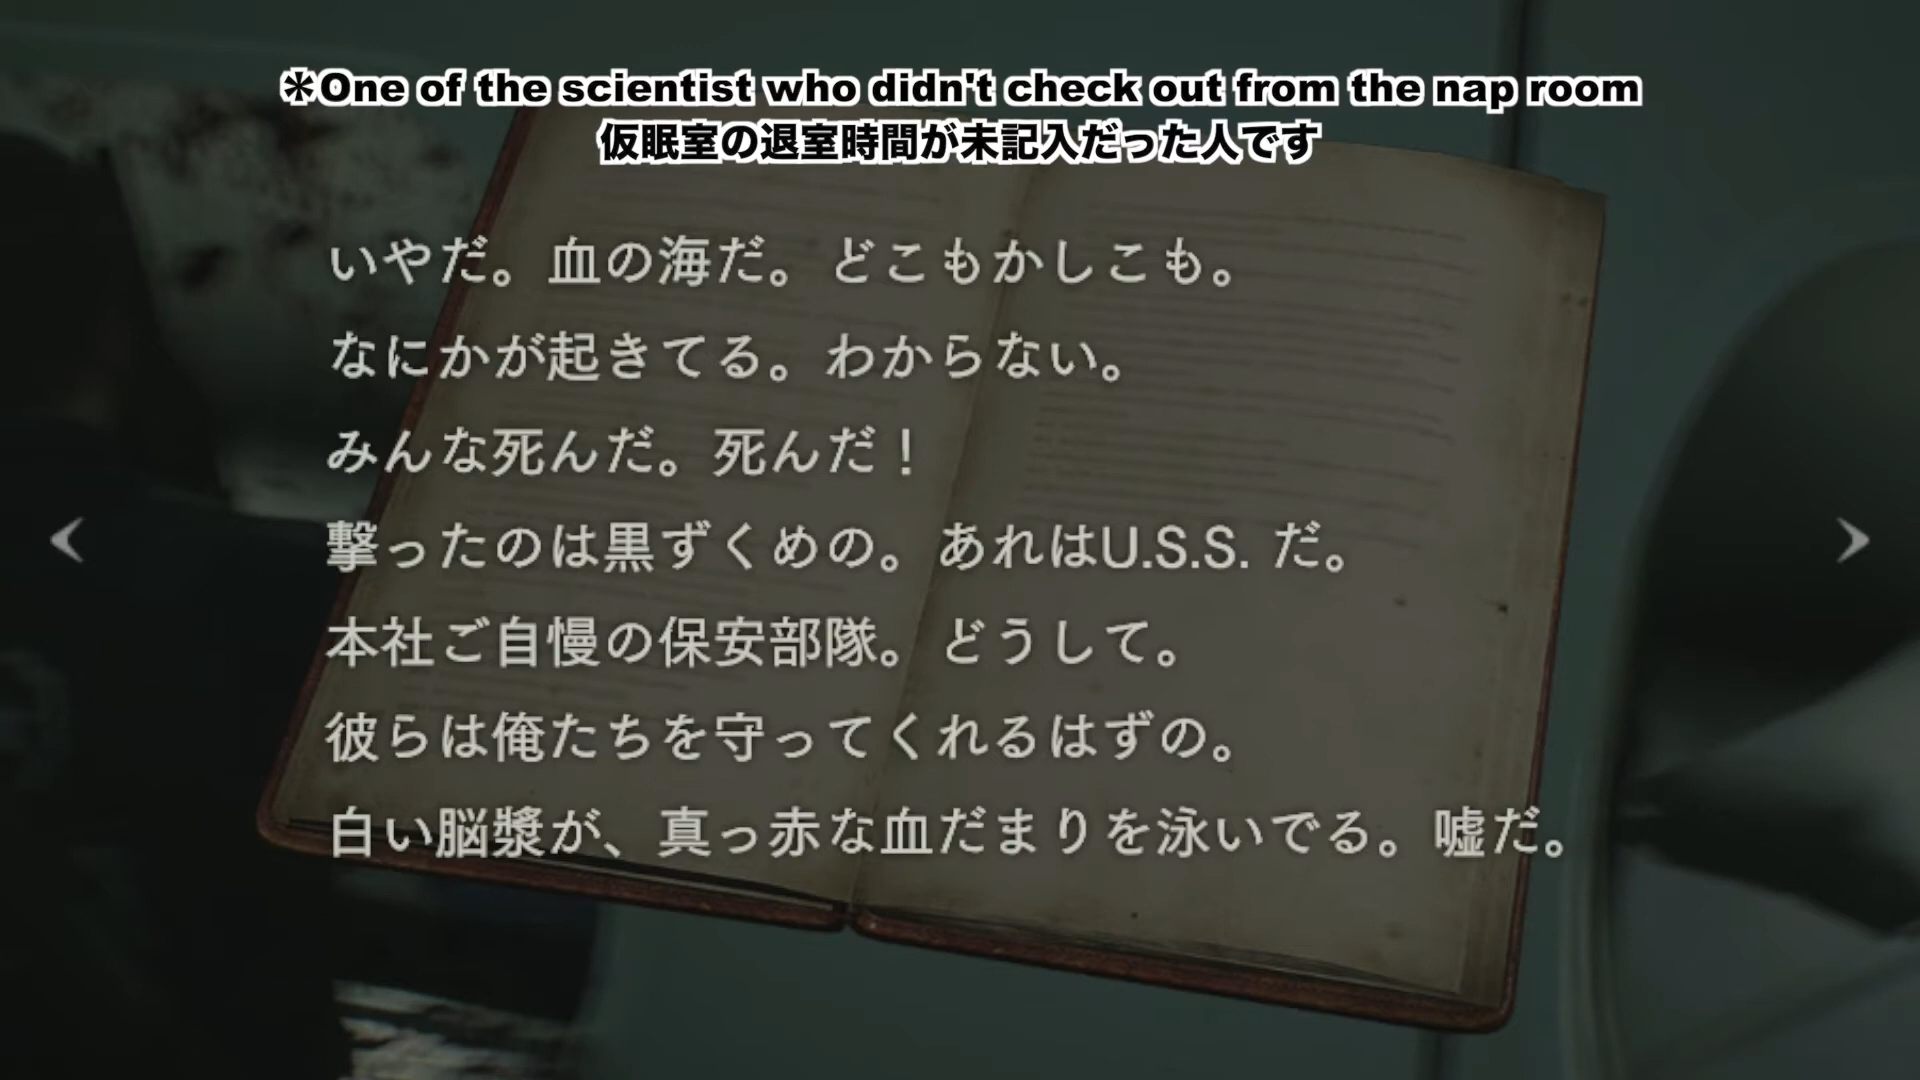 *One of the scientist who didn't check out from the nap room
仮眠室の退室時間が未記入だった人です
いやだ。血の海だ。どこもかしこも。
なにかが起きてる。わからない。
みんな死んだ。死んだ！
撃ったのは黒ずくめの。あれはU.S.S. だ。
本社ご自慢の保安部隊。どうして。
彼らは俺たちを守ってくれるはずの。
白い脳漿が、真っ赤な血だまりを泳いでる。嘘だ。